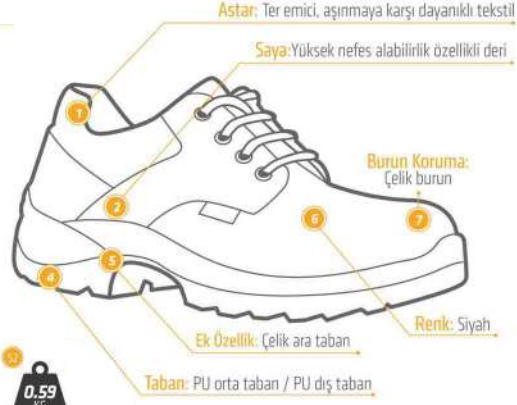 Astar: Ter emici, aşınmaya karşı dayanıklı tekstil
Saya:Yüksek nefes alabilirlik özellikli deri
1
Burun Koruma:
Çelik burun
2
6
7
5
4
Renk: Siyah
Ek Özellik: Çelik ara taban
S2
Taban: PU orta taban / PU dış taban
0.59
KG